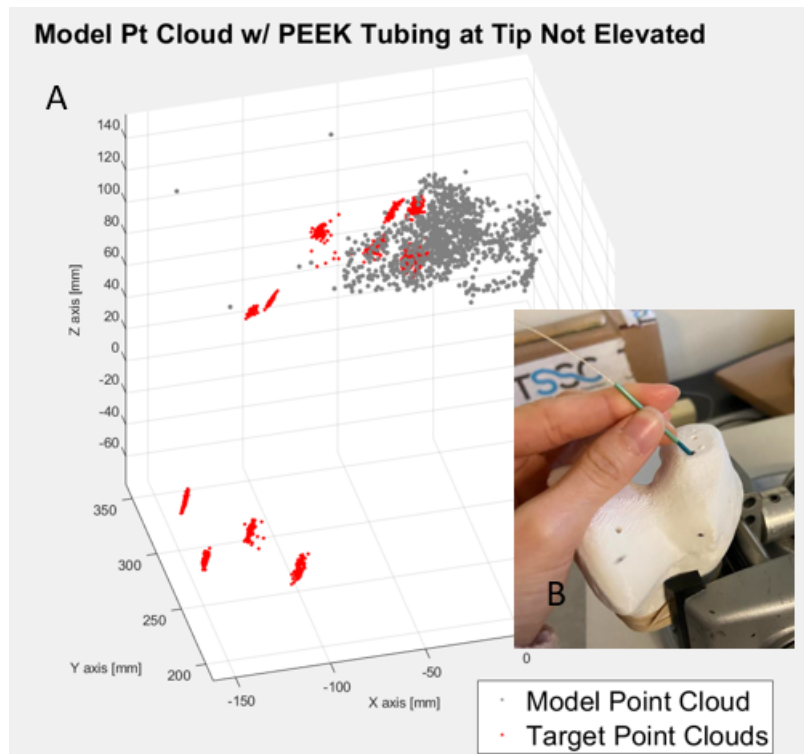 Model Pt Cloud w/ PEEK Tubing at Tip Not Elevated
A
140
120
100
80
60
40
20
0
-20
-40
-60
Z axis [mm]
350
300
250
200
Y axis [mm]
-150
-100
-50
0
X axis [mm]
TSSC
B
Model Point Cloud
Target Point Clouds